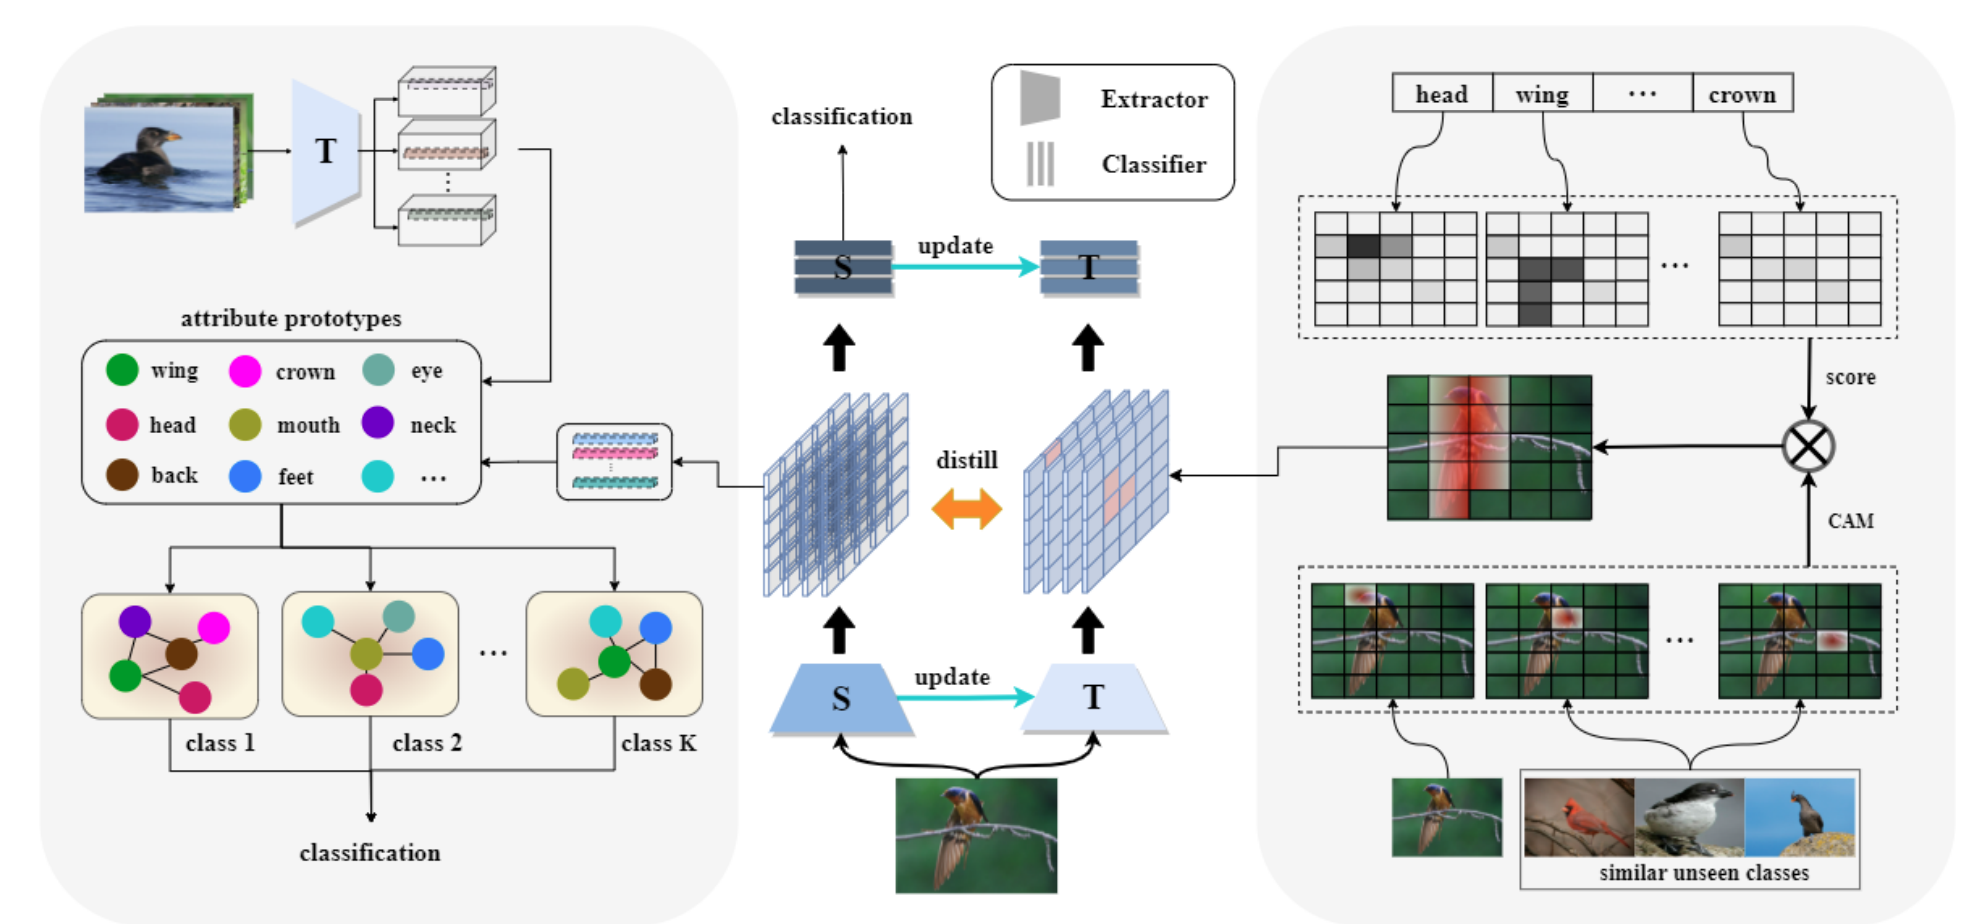 T
attribute prototypes
wing crown eye
head mouth neck
back feet ...
...
class 1 class 2 class K
classification
classification
Extractor
Classifier
S update T
distill
S update T
head wing ... crown
...
score
CAM
...
similar unseen classes